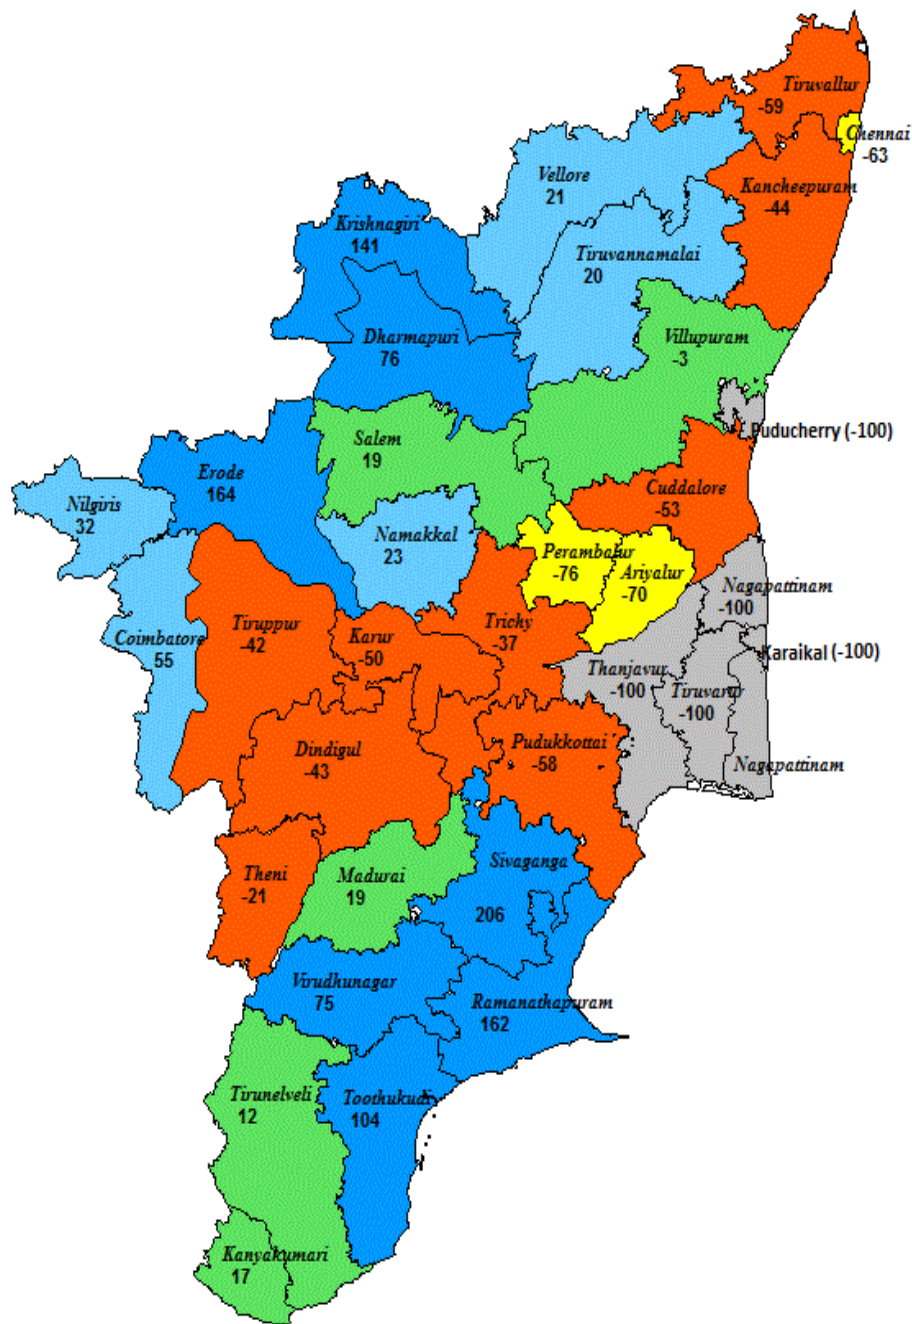 Tiruvallur
-59
Chennai
-63
Kancheepuram
-44
Vellore
21
Krishnagiri
141
Tiruvannamalai
20
Dharmapuri
76
Villupuram
-3
Puducherry (-100)
Salem
19
Erode
164
Cuddalore
-53
Nilgiris
32
Namakkal
23
Perambalur
-76
Ariyalur
-70
Nagapattinam
-100
Coimbatore
55
Tiruppur
-42
Karur
-50
Trichy
-37
Karaikal (-100)
Thanjavur
-100
Tiruvarur
-100
Dindigul
-43
Pudukkottai
-58
Nagapattinam
Theni
-21
Madurai
19
Sivaganga
206
Virudhunagar
75
Ramanathapuram
162
Tirunelveli
12
Toothukudi
104
Kanyakumari
17